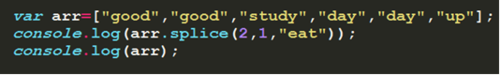 var arr=["good","good","study","day","day","up"];
console.log(arr.splice(2,1,"eat"));
console.log(arr);